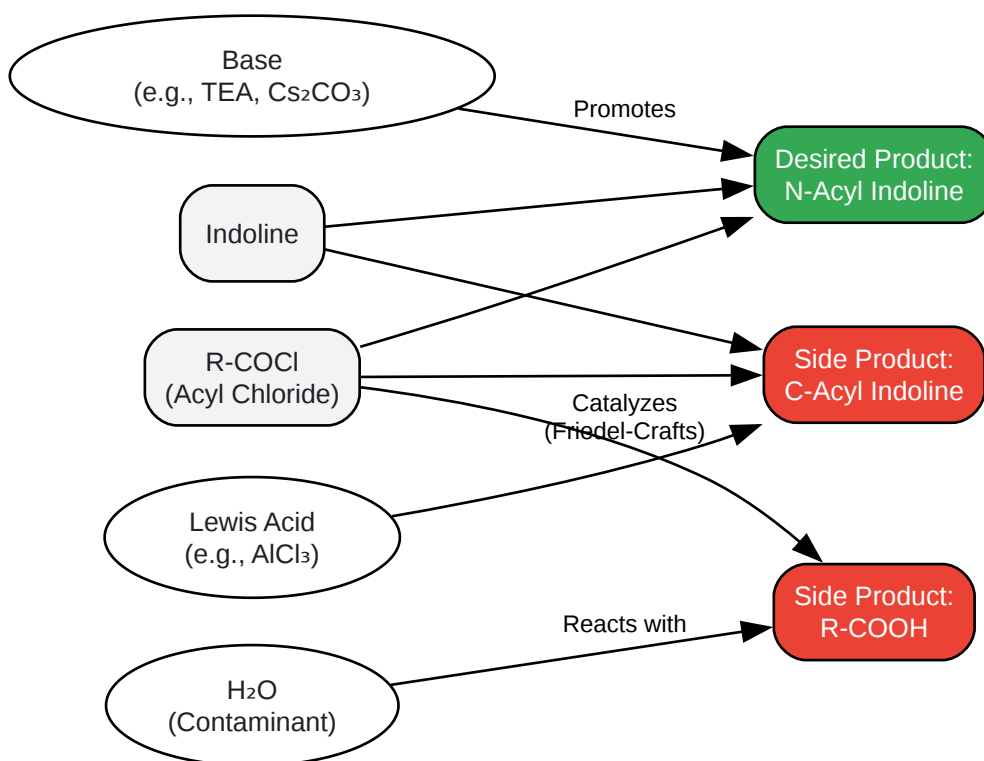 Base
(e.g., TEA, Cs₂CO₃)
Promotes
Desired Product:
N-Acyl Indoline
Indoline
R-COCl
(Acyl Chloride)
Side Product:
C-Acyl Indoline
Catalyzes
(Friedel-Crafts)
Lewis Acid
(e.g., AlCl₃)
Side Product:
R-COOH
Reacts with
H₂O
(Contaminant)